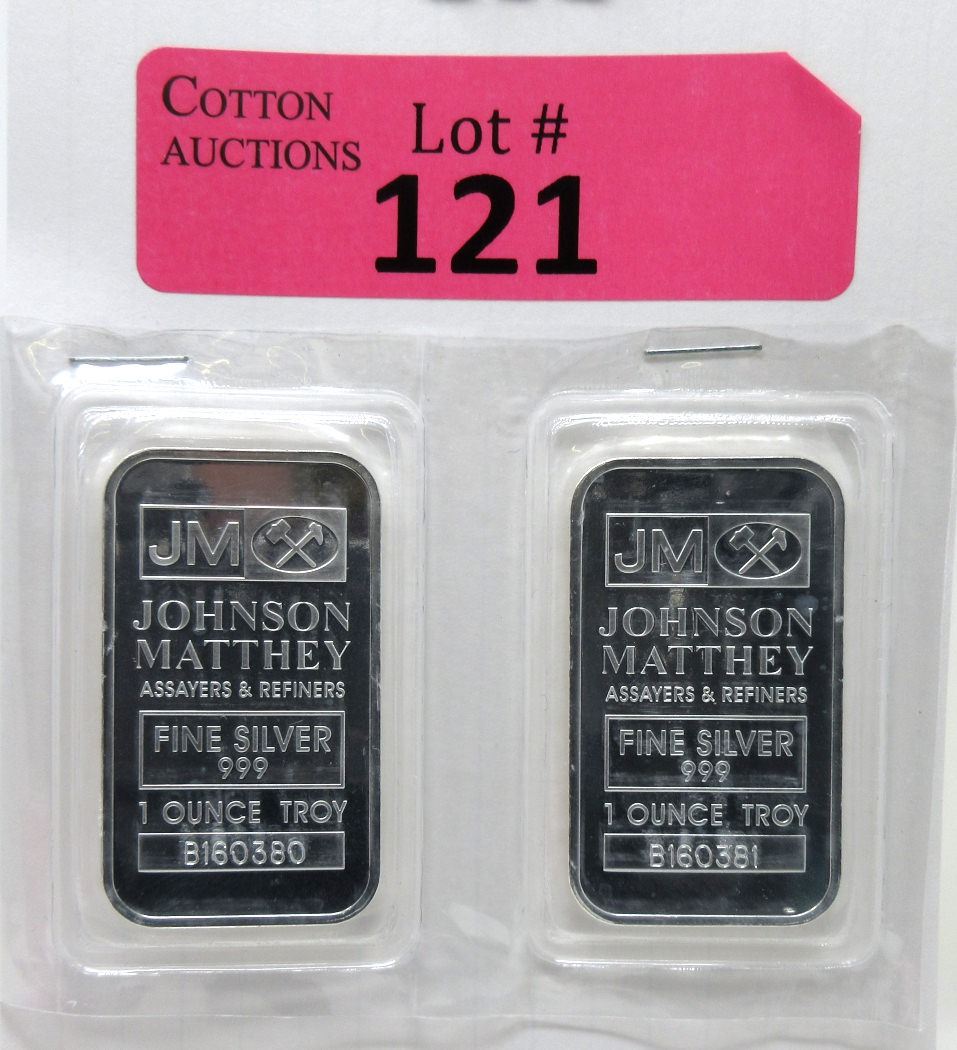 COTTON
AUCTIONS
Lot #
121
JM
JOHNSON
MATTHEY
ASSAYERS & REFINERS
FINE SILVER
999
1 OUNCE TROY
B160380
JM
JOHNSON
MATTHEY
ASSAYERS & REFINERS
FINE SILVER
999
1 OUNCE TROY
B160381